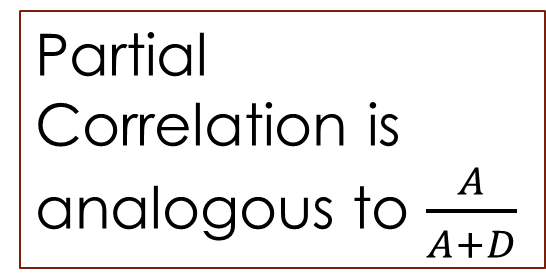 Partial
Correlation is
analogous to A/(A+D)